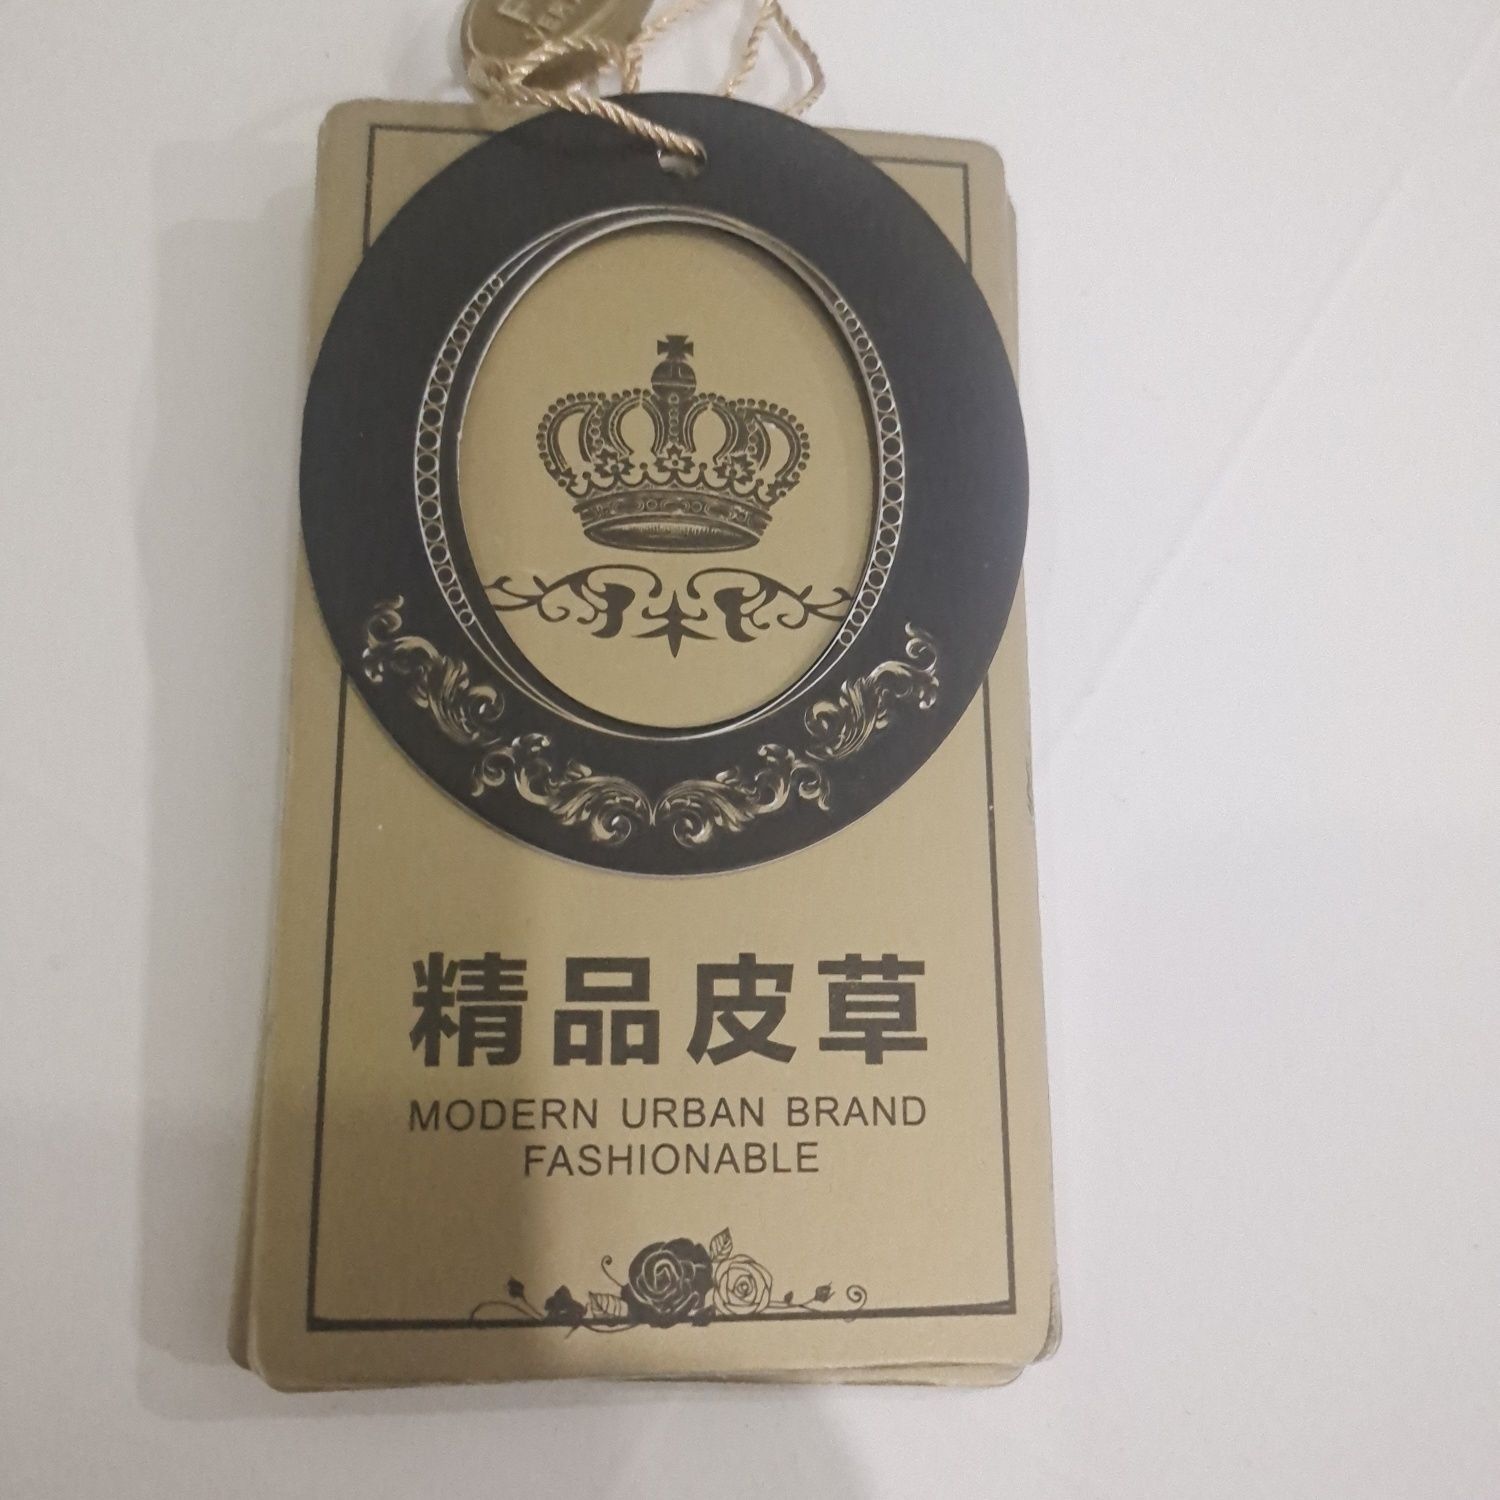 精品皮草
MODERN URBAN BRAND
FASHIONABLE